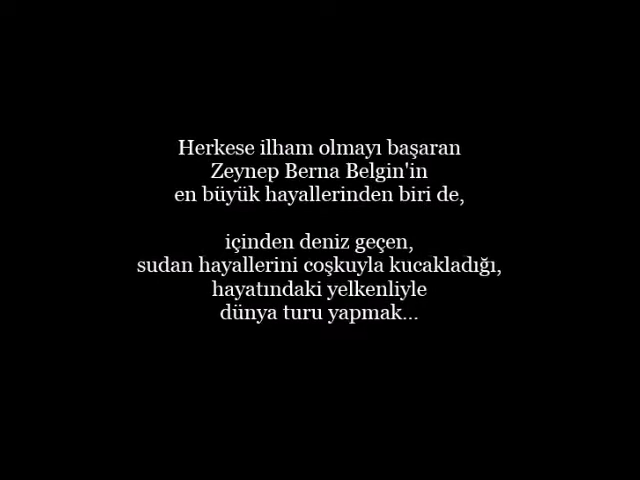 Herkese ilham olmayı başaran
Zeynep Berna Belgin'in
en büyük hayallerinden biri de,
içinden deniz geçen,
sudan hayallerini coşkuyla kucakladığı,
hayatındaki yelkenliyle
dünya turu yapmak...